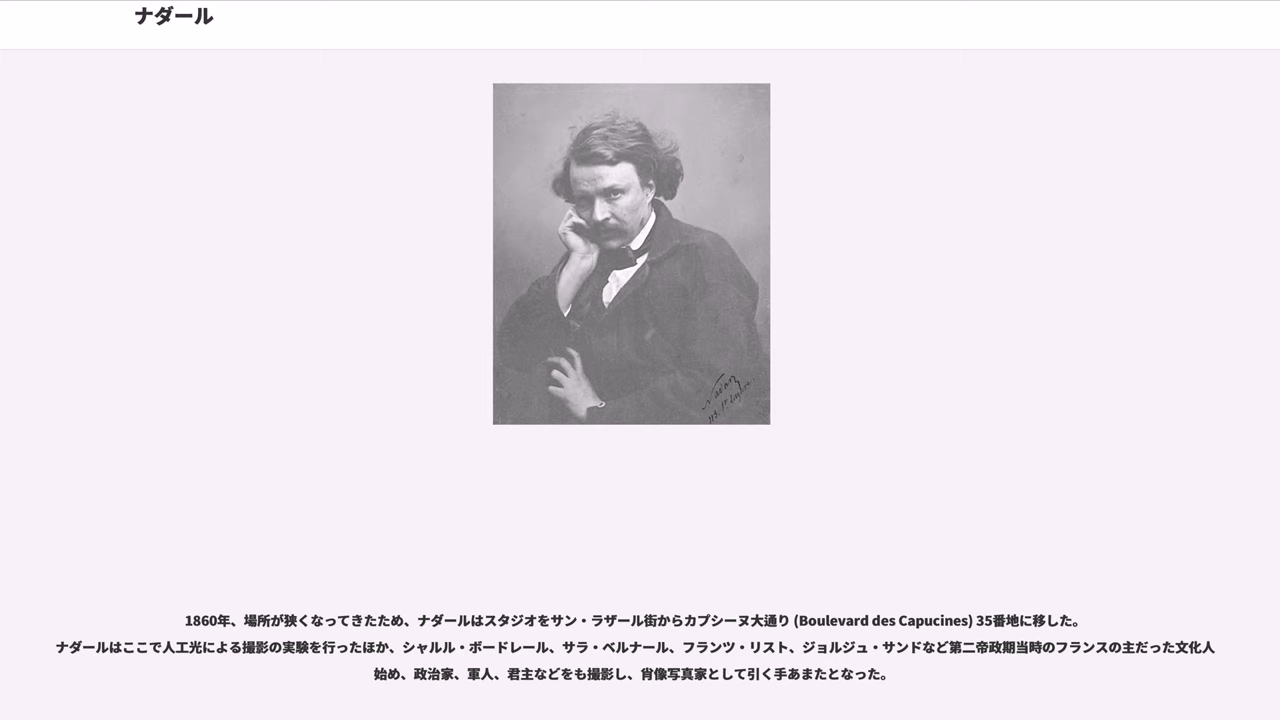 ナダール
Nadar
113. St Lazare
1860年、場所が狭くなってきたため、ナダールはスタジオをサン・ラザール街からカプシーヌ大通り (Boulevard des Capucines) 35番地に移した。
ナダールはここで人工光による撮影の実験を行ったほか、シャルル・ボードレール、サラ・ベルナール、フランツ・リスト、ジョルジュ・サンドなど第二帝政期当時のフランスの主だった文化人
始め、政治家、軍人、君主などをも撮影し、肖像写真家として引く手あまたとなった。